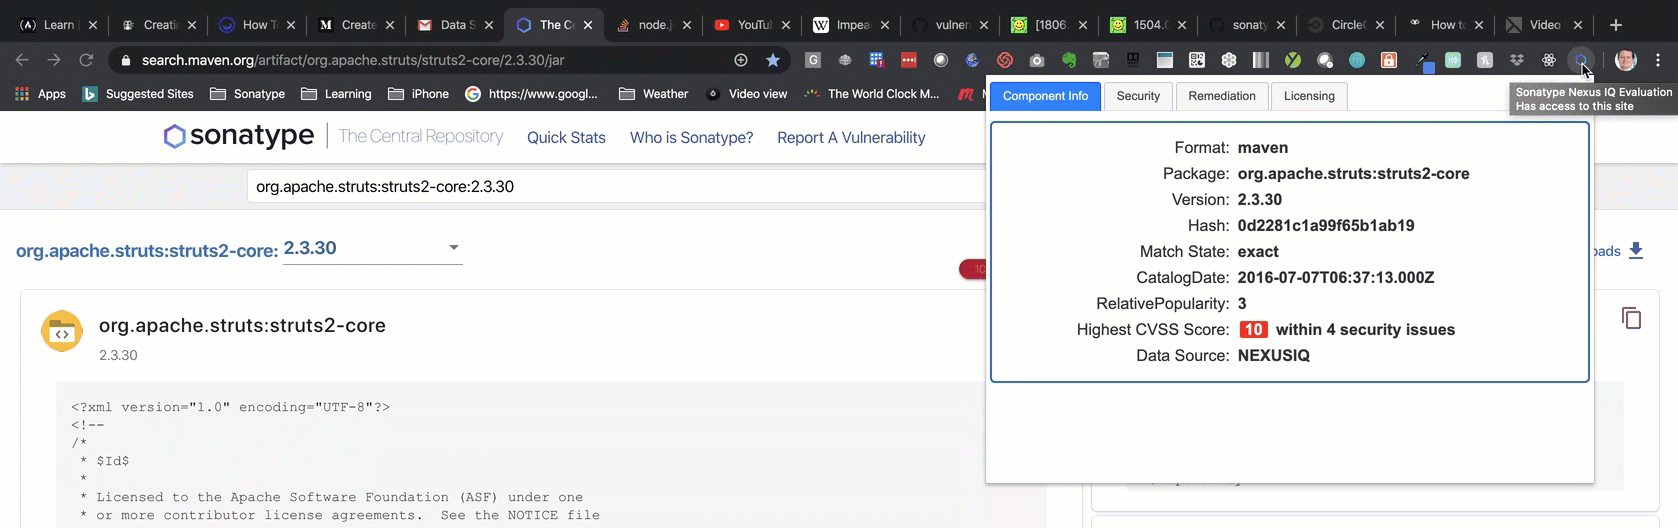 Learn
Creatin
How T
Create
Data S
The Ce
node.j
YouTub
Impea
vulner
[1806.
1504.0
sonaty
CircleC
How to
Video
search.maven.org/artifact/org.apache.struts/struts2-core/2.3.30/jar
Apps
Suggested Sites
Sonatype
Learning
iPhone
https://www.googl...
Weather
Video view
The World Clock M...
Sonatype Nexus IQ Evaluation
Has access to this site
Component Info
Security
Remediation
Licensing
sonatype
The Central Repository
Quick Stats
Who is Sonatype?
Report A Vulnerability
org.apache.struts:struts2-core:2.3.30
org.apache.struts:struts2-core: 2.3.30
10
oads
Format: maven
Package: org.apache.struts:struts2-core
Version: 2.3.30
Hash: 0d2281c1a99f65b1ab19
Match State: exact
CatalogDate: 2016-07-07T06:37:13.000Z
RelativePopularity: 3
Highest CVSS Score: 10 within 4 security issues
Data Source: NEXUSIQ
org.apache.struts:struts2-core
2.3.30
<?xml version="1.0" encoding="UTF-8"?>
<!--
/*
* $Id$
*
* Licensed to the Apache Software Foundation (ASF) under one
* or more contributor license agreements. See the NOTICE file